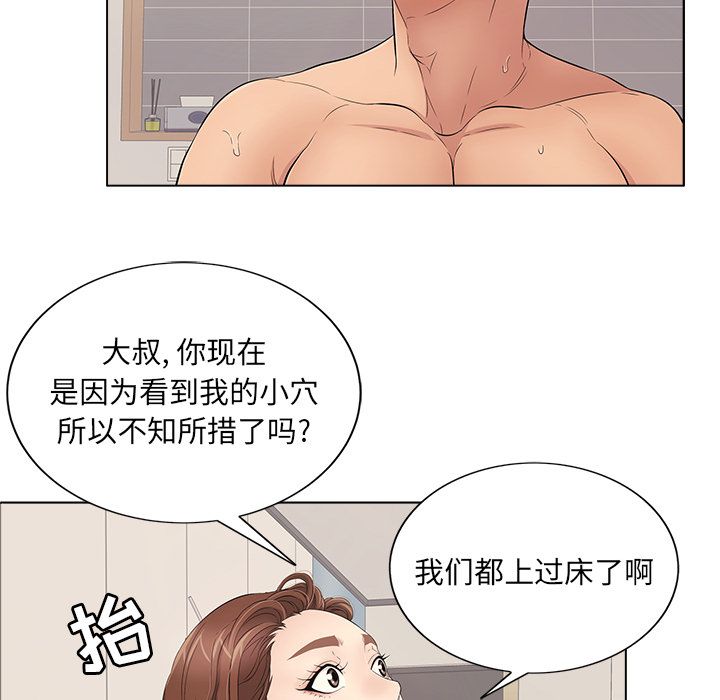 大叔, 你现在
是因为看到我的小穴
所以不知所措了吗?
我们都上过床了啊
抬